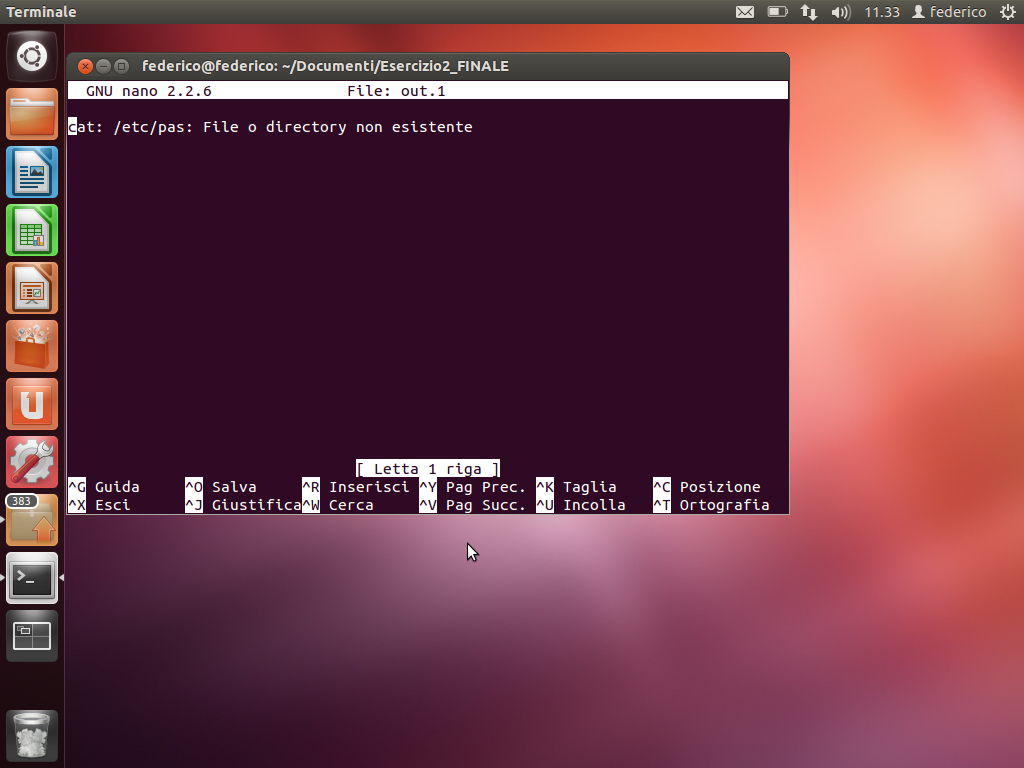 Terminale
11.33 federico
federico@federico: ~/Documenti/Esercizio2_FINALE
GNU nano 2.2.6 File: out.1
cat: /etc/pas: File o directory non esistente
[ Letta 1 riga ]
^G Guida ^O Salva ^R Inserisci ^Y Pag Prec. ^K Taglia ^C Posizione
^X Esci ^J Giustifica ^W Cerca ^V Pag Succ. ^U Incolla ^T Ortografia
383
>_